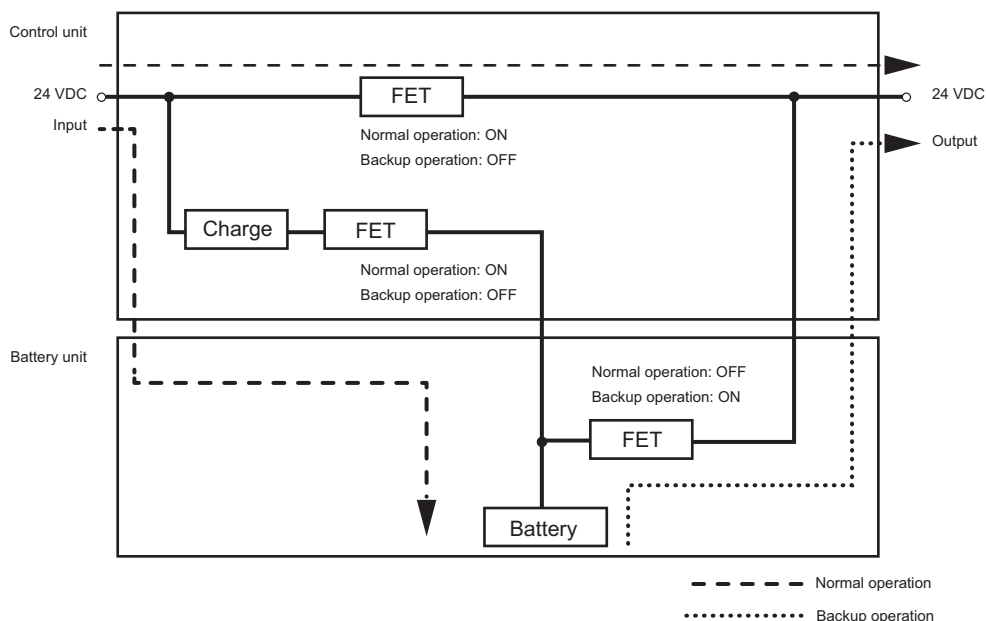 Control unit
24 VDC
FET
24 VDC
Input
Normal operation: ON
Backup operation: OFF
Output
Charge
FET
Normal operation: ON
Backup operation: OFF
Battery unit
Normal operation: OFF
Backup operation: ON
FET
Battery
Normal operation
Backup operation